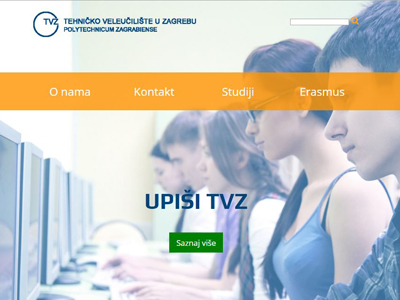 TVZ
TEHNIČKO VELEUČILIŠTE U ZAGREBU
POLYTECHNICUM ZAGRABIENSE
O nama Kontakt Studiji Erasmus
UPIŠI TVZ
Saznaj više